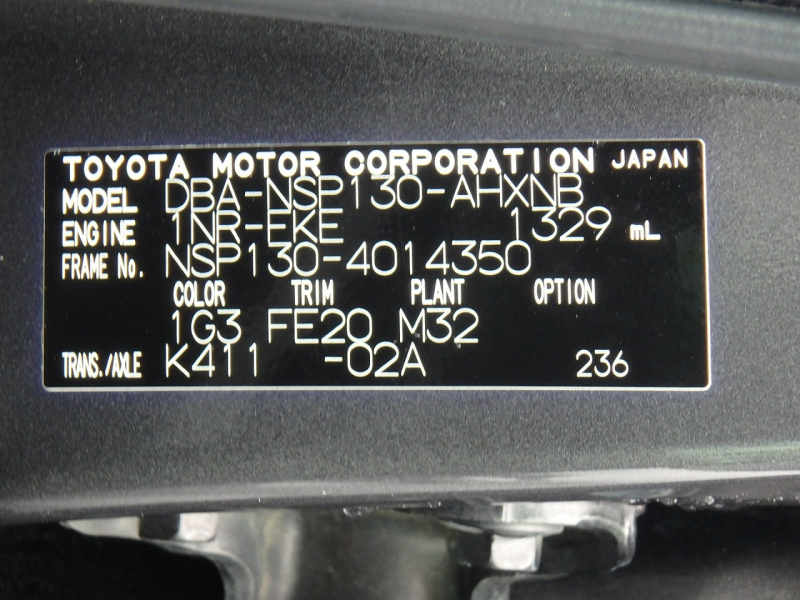 TOYOTA MOTOR CORPORATION JAPAN
MODEL DBA-NSP130-AHXNB
ENGINE 1NR-EKE 1329 mL
FRAME No. NSP130-4014350
COLOR TRIM PLANT OPTION
1G3 FE20 M32
TRANS./AXLE K411 -02A 236